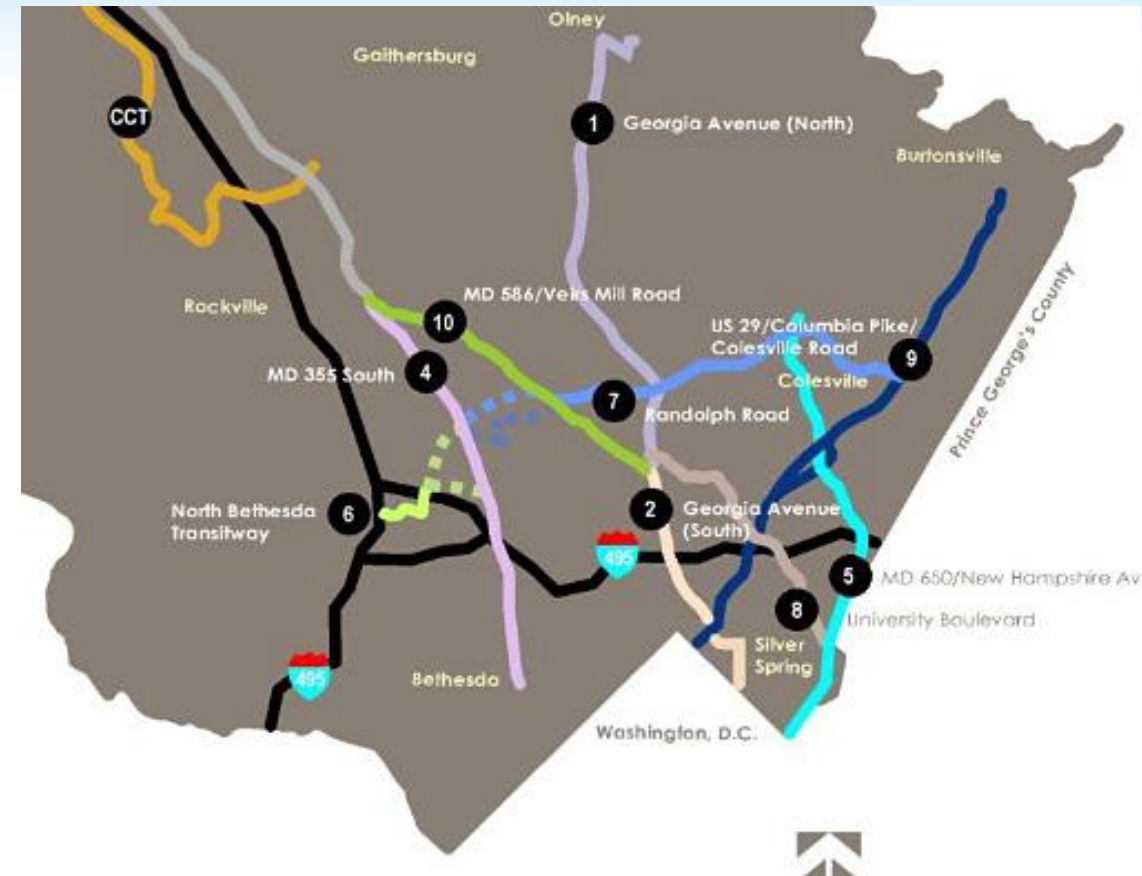 Olney
Gaithersburg
CCT
1
Georgia Avenue (North)
Burtonsville
Prince George's County
Rockville
MD 586/Veirs Mill Road
10
US 29/Columbia Pike/
Colesville Road
9
MD 355 South
4
Colesville
7
Randolph Road
North Bethesda
Transitway
6
2
Georgia Avenue
(South)
495
5
MD 650/New Hampshire Av
8
University Boulevard
495
Bethesda
Silver
Spring
Washington, D.C.